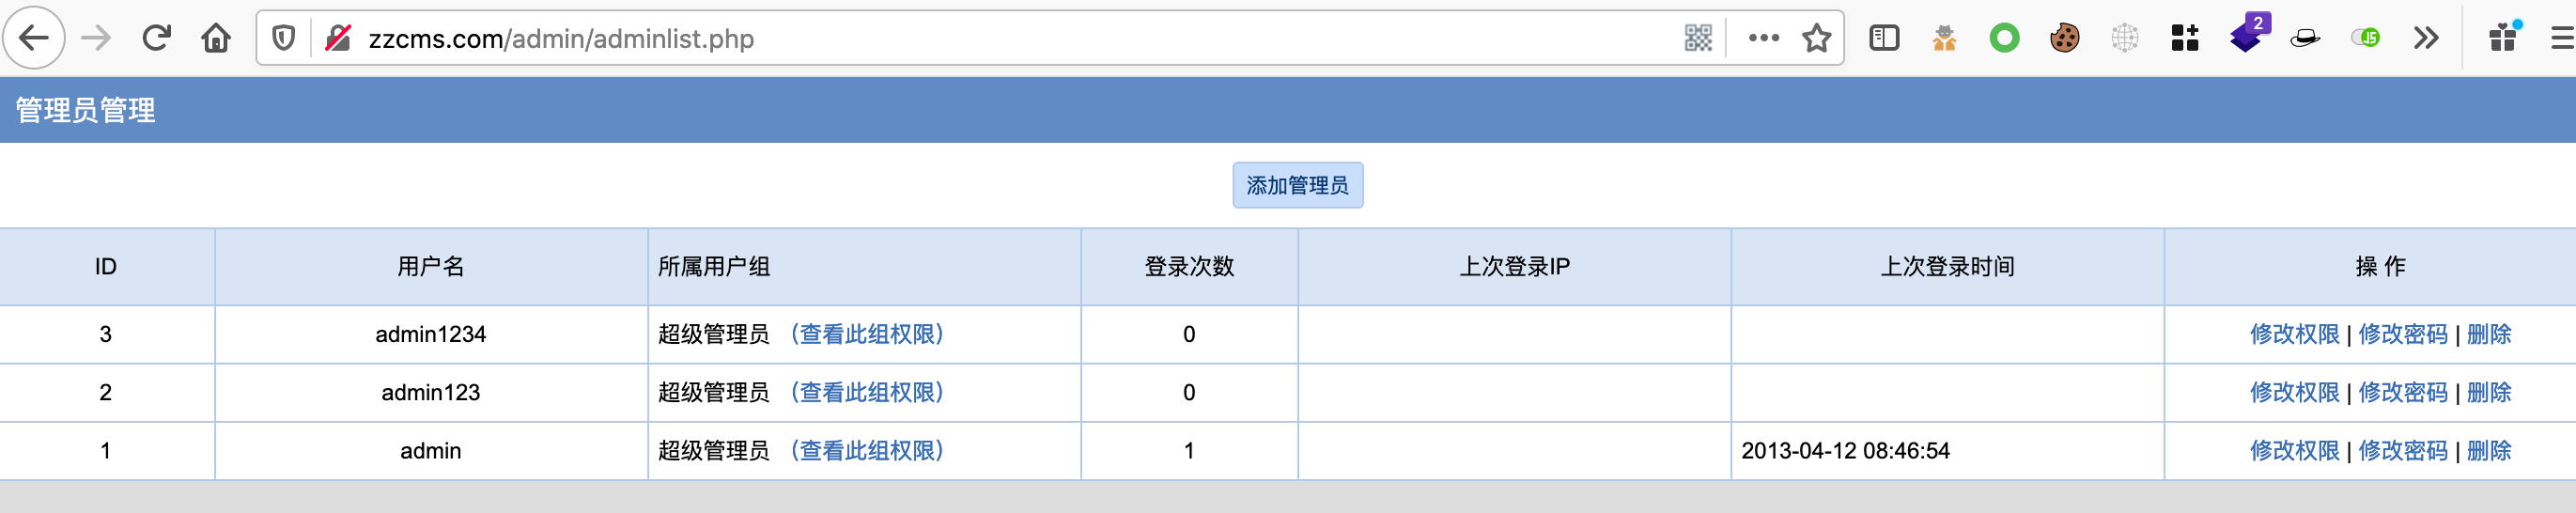 zzcms.com/admin/adminlist.php
2
JS
管理员管理
添加管理员
ID 用户名 所属用户组 登录次数 上次登录IP 上次登录时间 操 作
3 admin1234 超级管理员 （查看此组权限） 0 修改权限 | 修改密码 | 删除
2 admin123 超级管理员 （查看此组权限） 0 修改权限 | 修改密码 | 删除
1 admin 超级管理员 （查看此组权限） 1 2013-04-12 08:46:54 修改权限 | 修改密码 | 删除